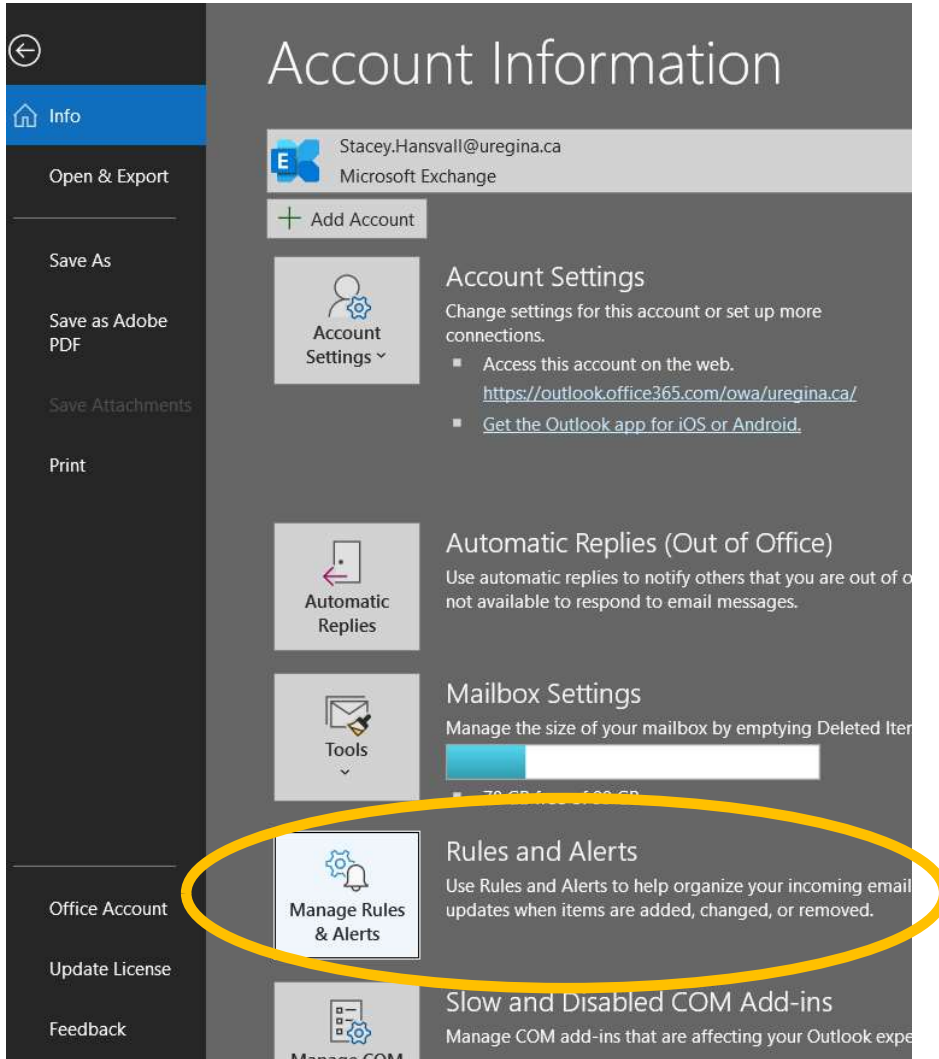 Account Information
Info
Stacey.Hansvall@uregina.ca
Microsoft Exchange
Open & Export
Add Account
Save As
Save as Adobe
PDF
Save Attachments
Print
Account
Settings
Account Settings
Change settings for this account or set up more
connections.
Access this account on the web.
https://outlook.office365.com/owa/uregina.ca/
Get the Outlook app for iOS or Android.
Automatic
Replies
Automatic Replies (Out of Office)
Use automatic replies to notify others that you are out of o
not available to respond to email messages.
Tools
Mailbox Settings
Manage the size of your mailbox by emptying Deleted Iter
Manage Rules
& Alerts
Rules and Alerts
Use Rules and Alerts to help organize your incoming email
updates when items are added, changed, or removed.
Office Account
Update License
Feedback
Manage COM
Slow and Disabled COM Add-ins
Manage COM add-ins that are affecting your Outlook expe